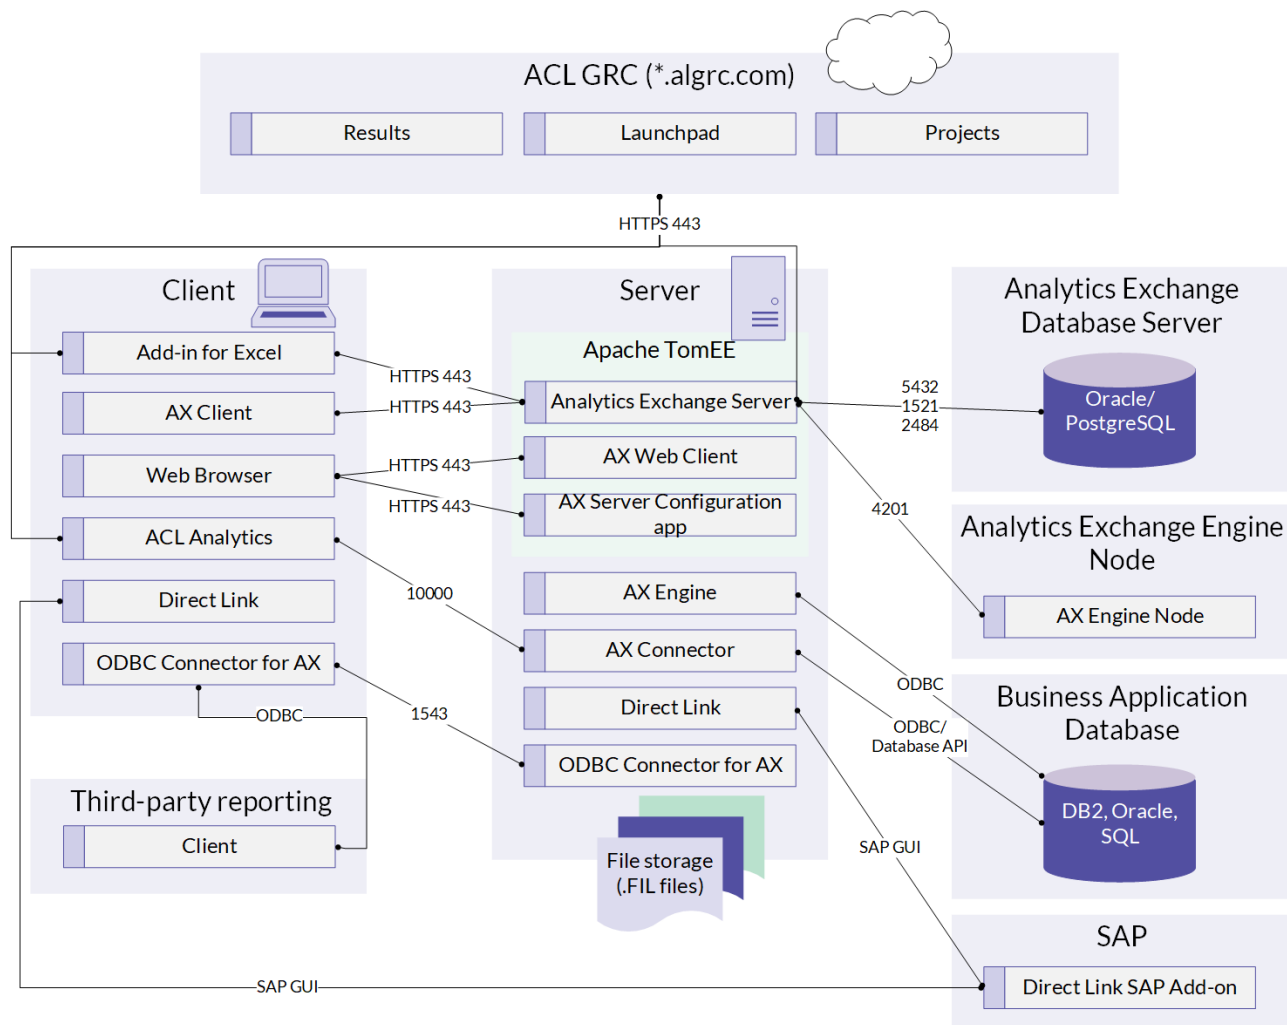 ACL GRC (*.algrc.com)
Results
Launchpad
Projects
HTTPS 443
Client
Add-in for Excel
AX Client
Web Browser
ACL Analytics
Direct Link
ODBC Connector for AX
ODBC
Third-party reporting
Client
HTTPS 443
HTTPS 443
HTTPS 443
HTTPS 443
10000
1543
Server
Apache TomEE
Analytics Exchange Server
AX Web Client
AX Server Configuration
app
AX Engine
AX Connector
Direct Link
ODBC Connector for AX
File storage
(.FIL files)
5432
1521
2484
4201
ODBC
ODBC/
Database API
SAP GUI
SAP GUI
Analytics Exchange
Database Server
Oracle/
PostgreSQL
Analytics Exchange Engine
Node
AX Engine Node
Business Application
Database
DB2, Oracle,
SQL
SAP
Direct Link SAP Add-on